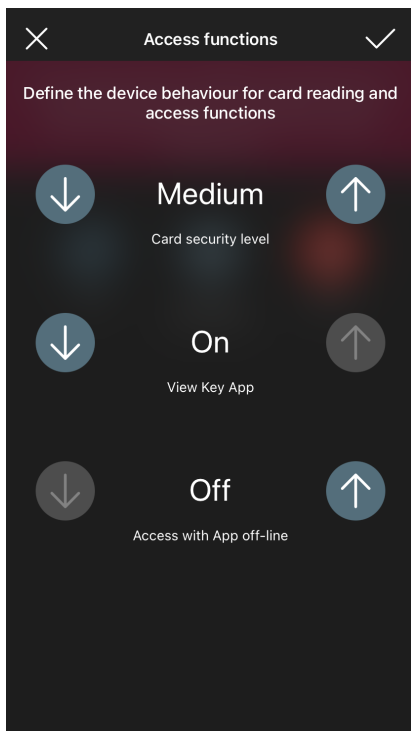 Access functions
Define the device behaviour for card reading and
access functions
Medium
Card security level
On
View Key App
Off
Access with App off-line